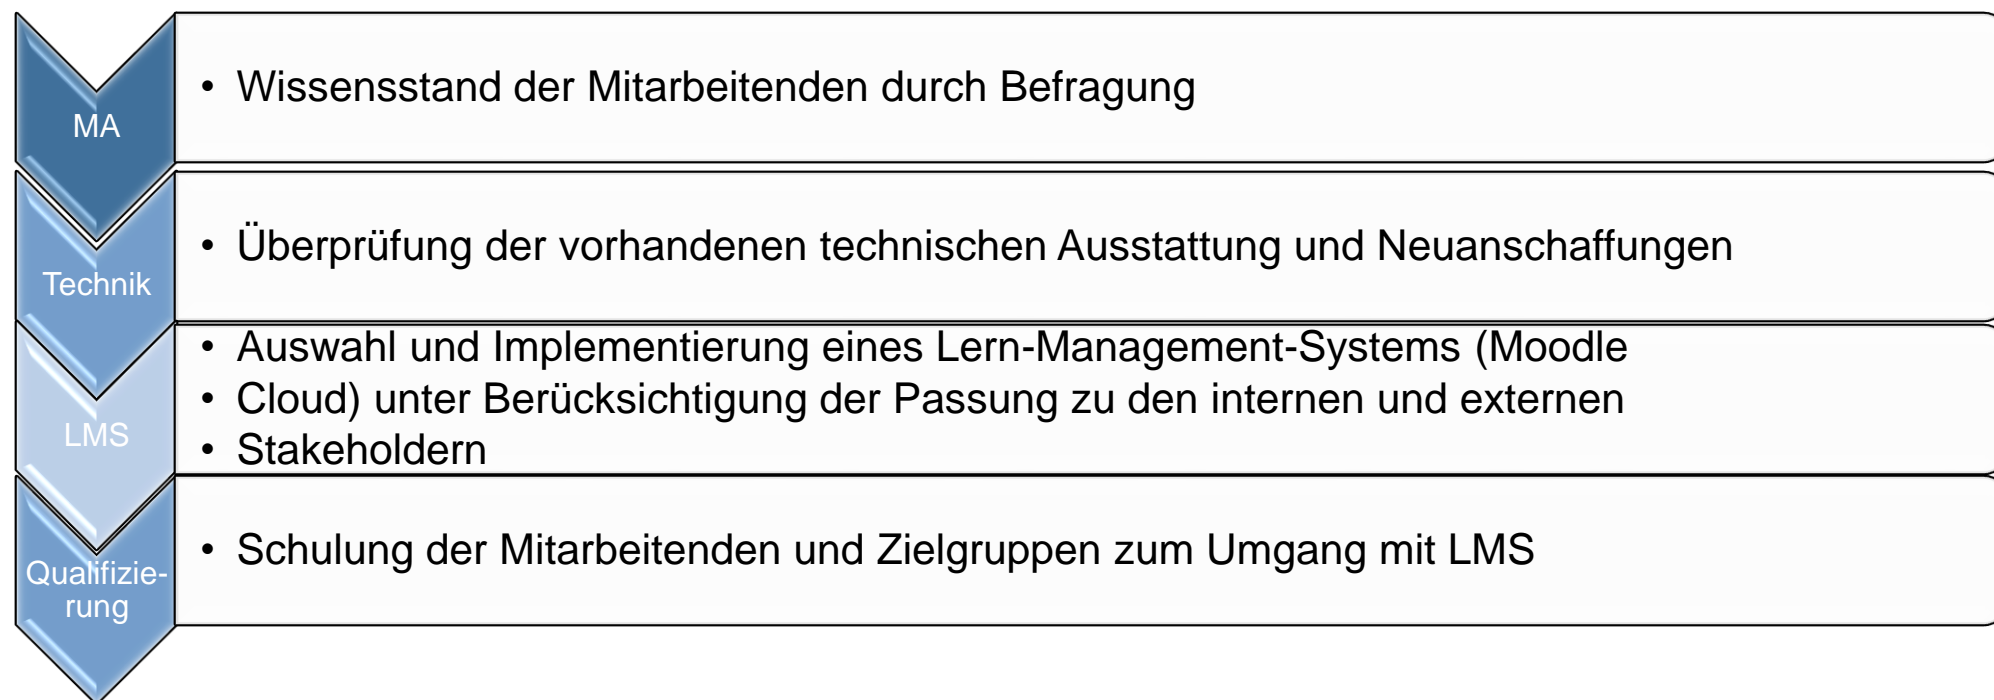 MA
• Wissensstand der Mitarbeitenden durch Befragung
Technik
• Überprüfung der vorhandenen technischen Ausstattung und Neuanschaffungen
LMS
• Auswahl und Implementierung eines Lern-Management-Systems (Moodle
• Cloud) unter Berücksichtigung der Passung zu den internen und externen
• Stakeholdern
Qualifizie-
rung
• Schulung der Mitarbeitenden und Zielgruppen zum Umgang mit LMS